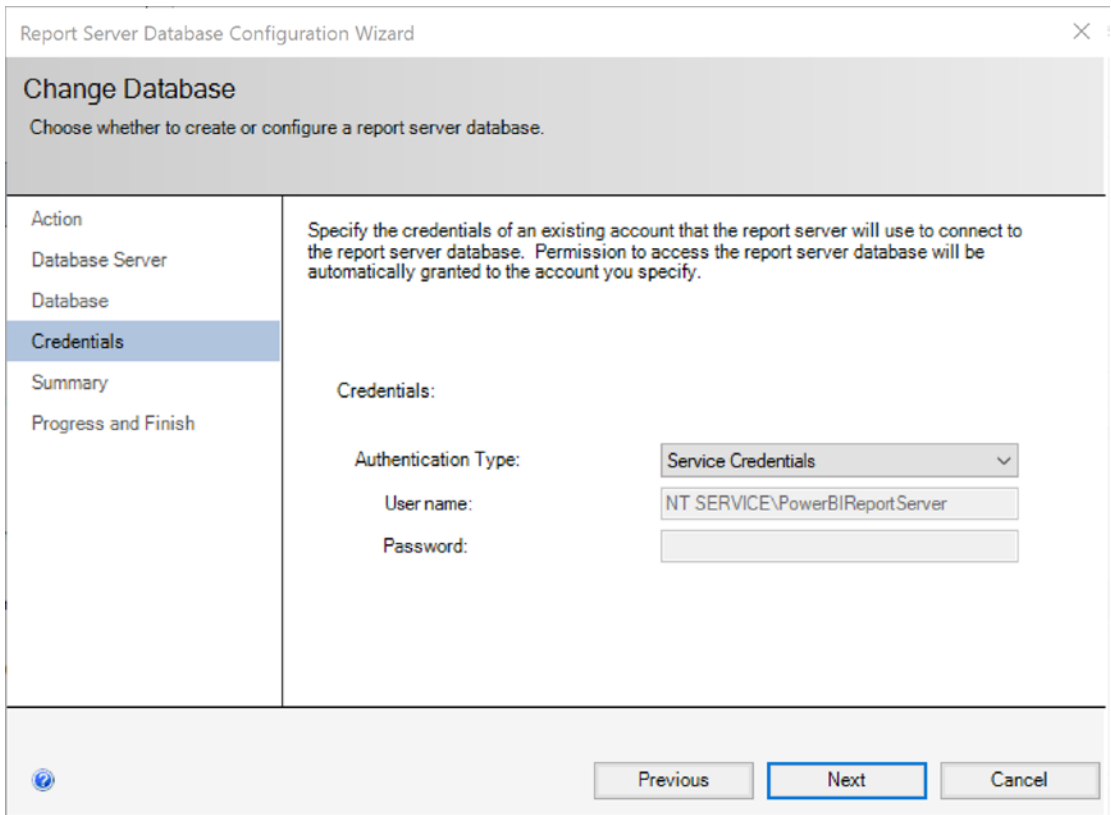 Report Server Database Configuration Wizard
Change Database
Choose whether to create or configure a report server database.
Action
Database Server
Database
Credentials
Summary
Progress and Finish
Specify the credentials of an existing account that the report server will use to connect to
the report server database.  Permission to access the report server database will be
automatically granted to the account you specify.
Credentials:
Authentication Type:
Service Credentials
User name:
NT SERVICE\PowerBIReportServer
Password:
Previous
Next
Cancel